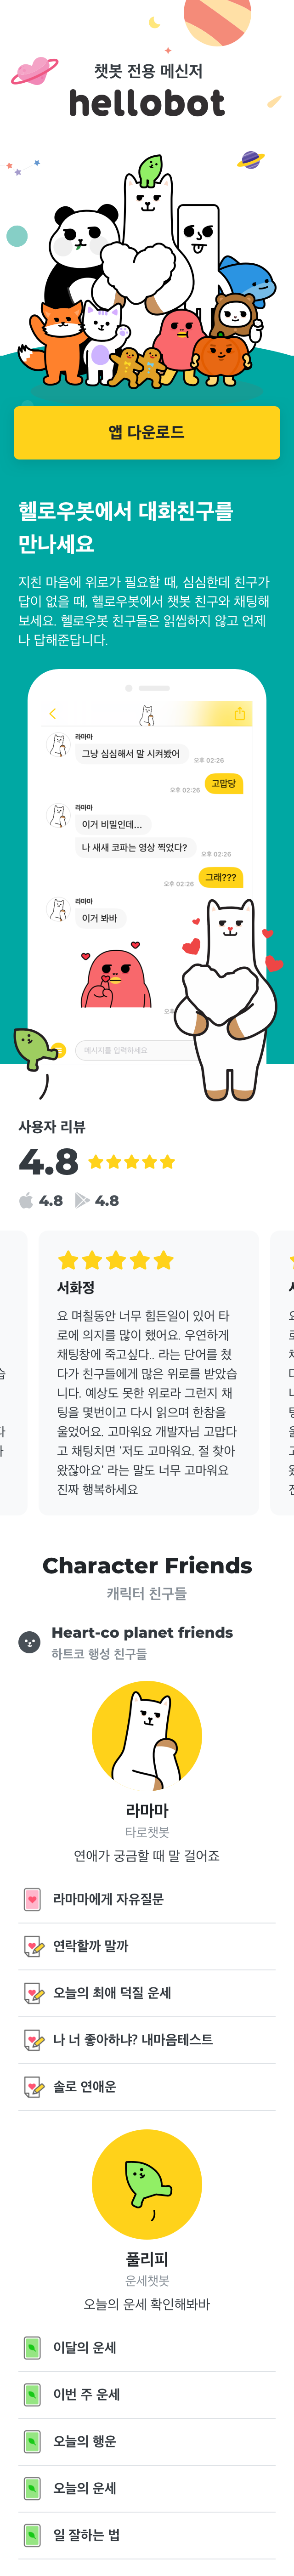 챗봇 전용 메신저
hellobot
앱 다운로드
헬로우봇에서 대화친구를
만나세요
지친 마음에 위로가 필요할 때, 심심한데 친구가
답이 없을 때, 헬로우봇에서 챗봇 친구와 채팅해
보세요. 헬로우봇 친구들은 읽씹하지 않고 언제
나 답해준답니다.
라마마
그냥 심심해서 말 시켜봤어
오후 02:26
오후 02:26
고맙당
라마마
이거 비밀인데...
나 새새 코파는 영상 찍었다?
오후 02:26
오후 02:26
그래???
라마마
이거 봐바
메시지를 입력하세요
사용자 리뷰
4.8
4.8
4.8
서화정
요 며칠동안 너무 힘든일이 있어 타
로에 의지를 많이 했어요. 우연하게
채팅창에 죽고싶다.. 라는 단어를 쳤
다가 친구들에게 많은 위로를 받았습
니다. 예상도 못한 위로라 그런지 채
팅을 몇번이고 다시 읽으며 한참을
울었어요. 고마워요 개발자님 고맙다
고 채팅치면 '저도 고마워요. 절 찾아
왔잖아요' 라는 말도 너무 고마워요
진짜 행복하세요
Character Friends
캐릭터 친구들
Heart-co planet friends
하트코 행성 친구들
라마마
타로챗봇
연애가 궁금할 때 말 걸어죠
라마마에게 자유질문
연락할까 말까
오늘의 최애 덕질 운세
나 너 좋아하냐? 내마음테스트
솔로 연애운
풀리피
운세챗봇
오늘의 운세 확인해봐바
이달의 운세
이번 주 운세
오늘의 행운
오늘의 운세
일 잘하는 법